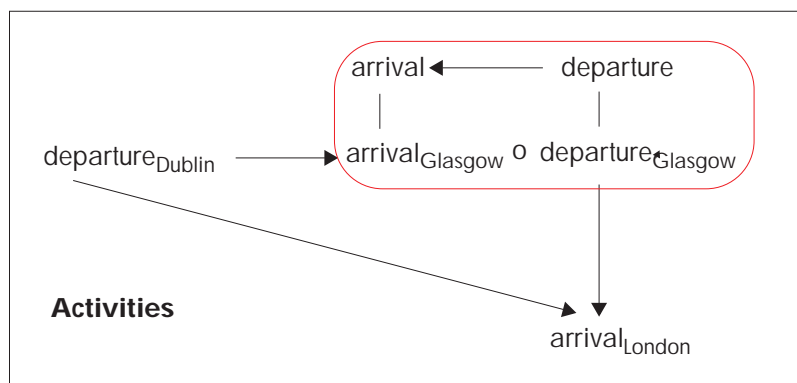 arrival departure
departureDublin arrivalGlasgow o departureGlasgow
Activities
arrivalLondon